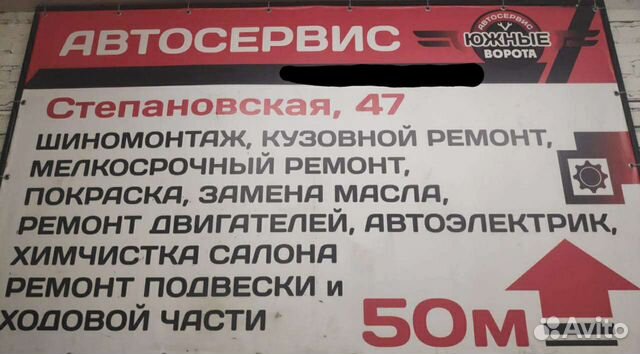 АВТОСЕРВИС
АВТОСЕРВИС
ЮЖНЫЕ
ВОРОТА
Степановская, 47
ШИНОМОНТАЖ, КУЗОВНОЙ РЕМОНТ,
МЕЛКОСРОЧНЫЙ РЕМОНТ,
ПОКРАСКА, ЗАМЕНА МАСЛА,
РЕМОНТ ДВИГАТЕЛЕЙ, АВТОЭЛЕКТРИК,
ХИМЧИСТКА САЛОНА
РЕМОНТ ПОДВЕСКИ и
ХОДОВОЙ ЧАСТИ
50м
Avito